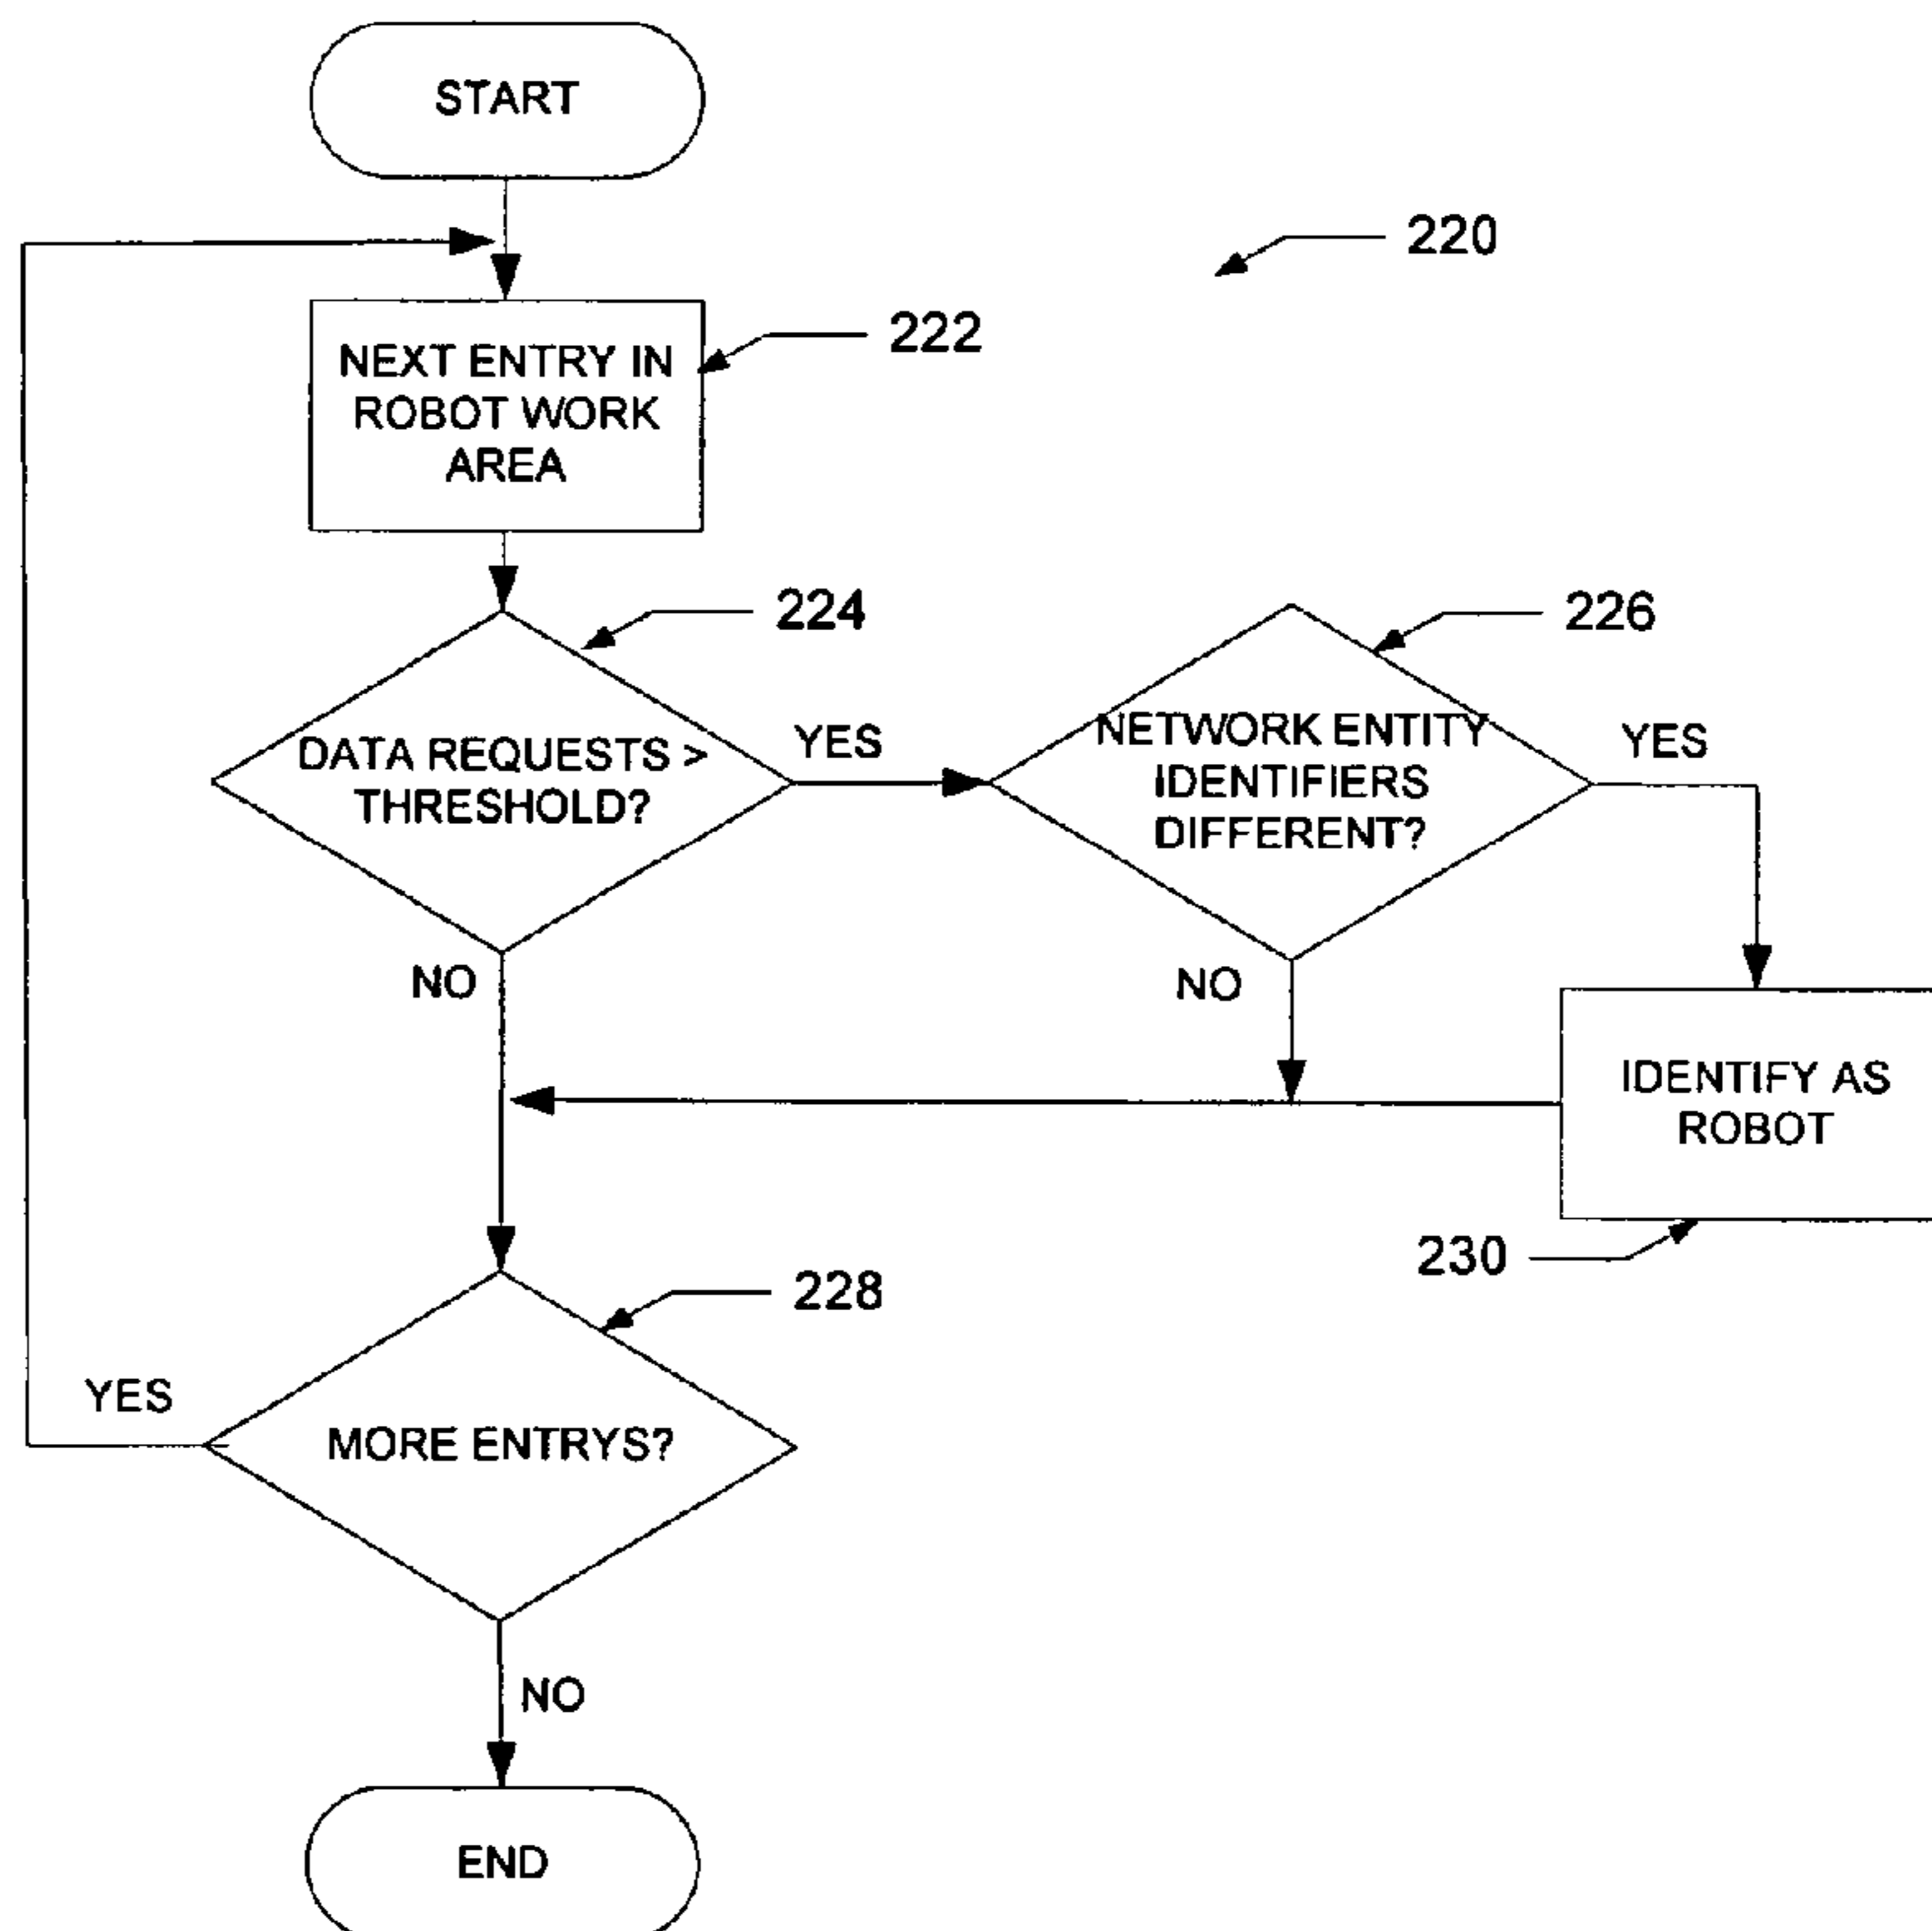 START
220
NEXT ENTRY IN
ROBOT WORK
AREA
222
224
226
DATA REQUESTS >
THRESHOLD?
YES
NETWORK ENTITY
IDENTIFIERS
DIFFERENT?
YES
NO
NO
IDENTIFY AS
ROBOT
230
228
YES
MORE ENTRYS?
NO
END